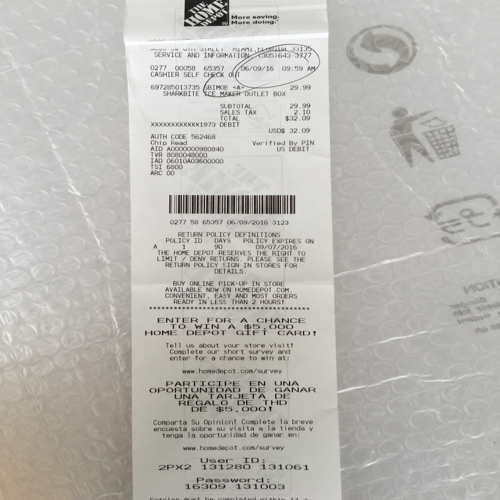 THE HOME DEPOT
More saving.
More doing.
STREET MIAMI, FLORIDA 33135
SERVICE AND INFORMATION (305)643-3777
0277 00058 65357 06/09/16 09:59 AM
CASHIER SELF CHECK OUT
697285013735 SBIMOB <A> 29.99
SHARKBITE ICE MAKER OUTLET BOX
SUBTOTAL 29.99
SALES TAX 2.10
TOTAL $32.09
XXXXXXXXXXXX1973 DEBIT
USD$ 32.09
AUTH CODE 562468
Chip Read Verified By PIN
AID A0000000980840 US DEBIT
TVR 8080048000
IAD 06010A03600000
TSI 6800
ARC 00
0277 58 65357 06/09/2016 3123
RETURN POLICY DEFINITIONS
POLICY ID DAYS POLICY EXPIRES ON
A 1 90 09/07/2016
THE HOME DEPOT RESERVES THE RIGHT TO
LIMIT / DENY RETURNS. PLEASE SEE THE
RETURN POLICY SIGN IN STORES FOR
DETAILS.
BUY ONLINE PICK-UP IN STORE
AVAILABLE NOW ON HOMEDEPOT.COM.
CONVENIENT, EASY AND MOST ORDERS
READY IN LESS THAN 2 HOURS!
ENTER FOR A CHANCE
TO WIN A $5,000
HOME DEPOT GIFT CARD!
Tell us about your store visit!
Complete our short survey and
enter for a chance to win at:
www.homedepot.com/survey
PARTICIPE EN UNA
OPORTUNIDAD DE GANAR
UNA TARJETA DE
REGALO DE THD
DE $5,000!
Comparta Su Opinion! Complete la breve
encuesta sobre su visita a la tienda y
tenga la oportunidad de ganar en:
www.homedepot.com/survey
User ID:
2PX2 131280 131061
Password:
16309 131003
Entries must be completed within 14 d